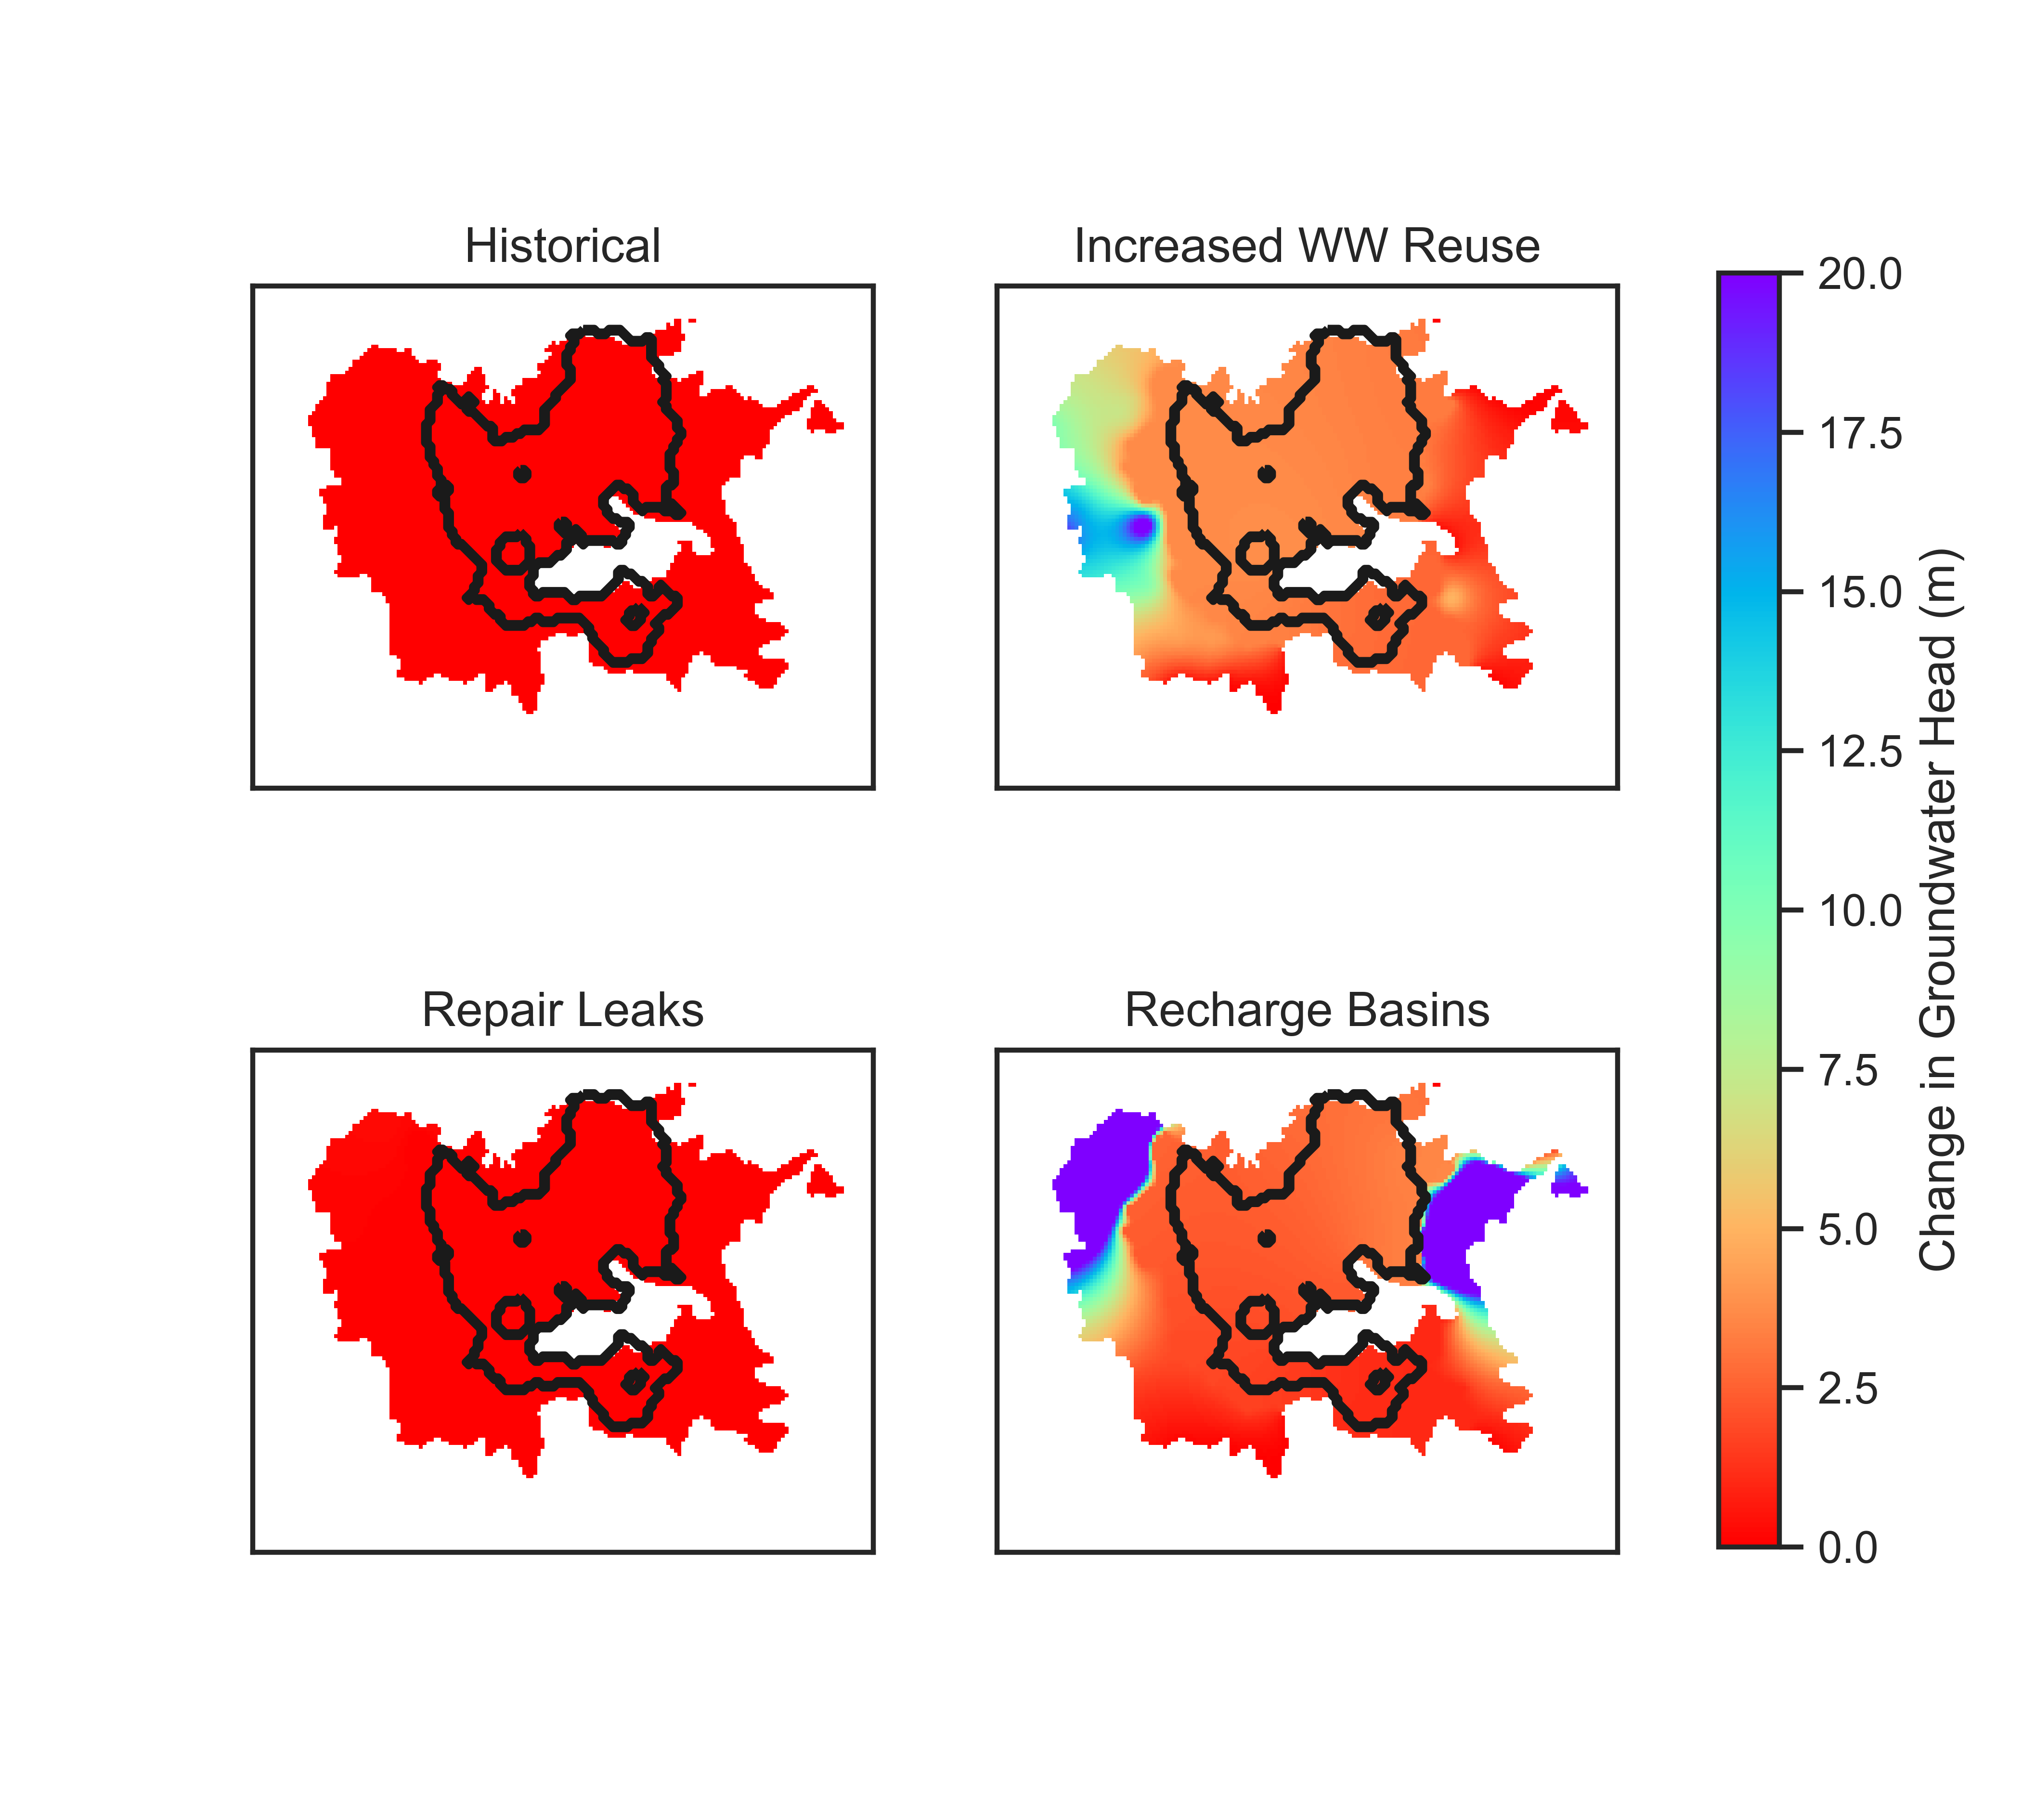 Historical
Increased WW Reuse
Repair Leaks
Recharge Basins
20.0
17.5
15.0
12.5
10.0
7.5
5.0
2.5
0.0
Change in Groundwater Head (m)